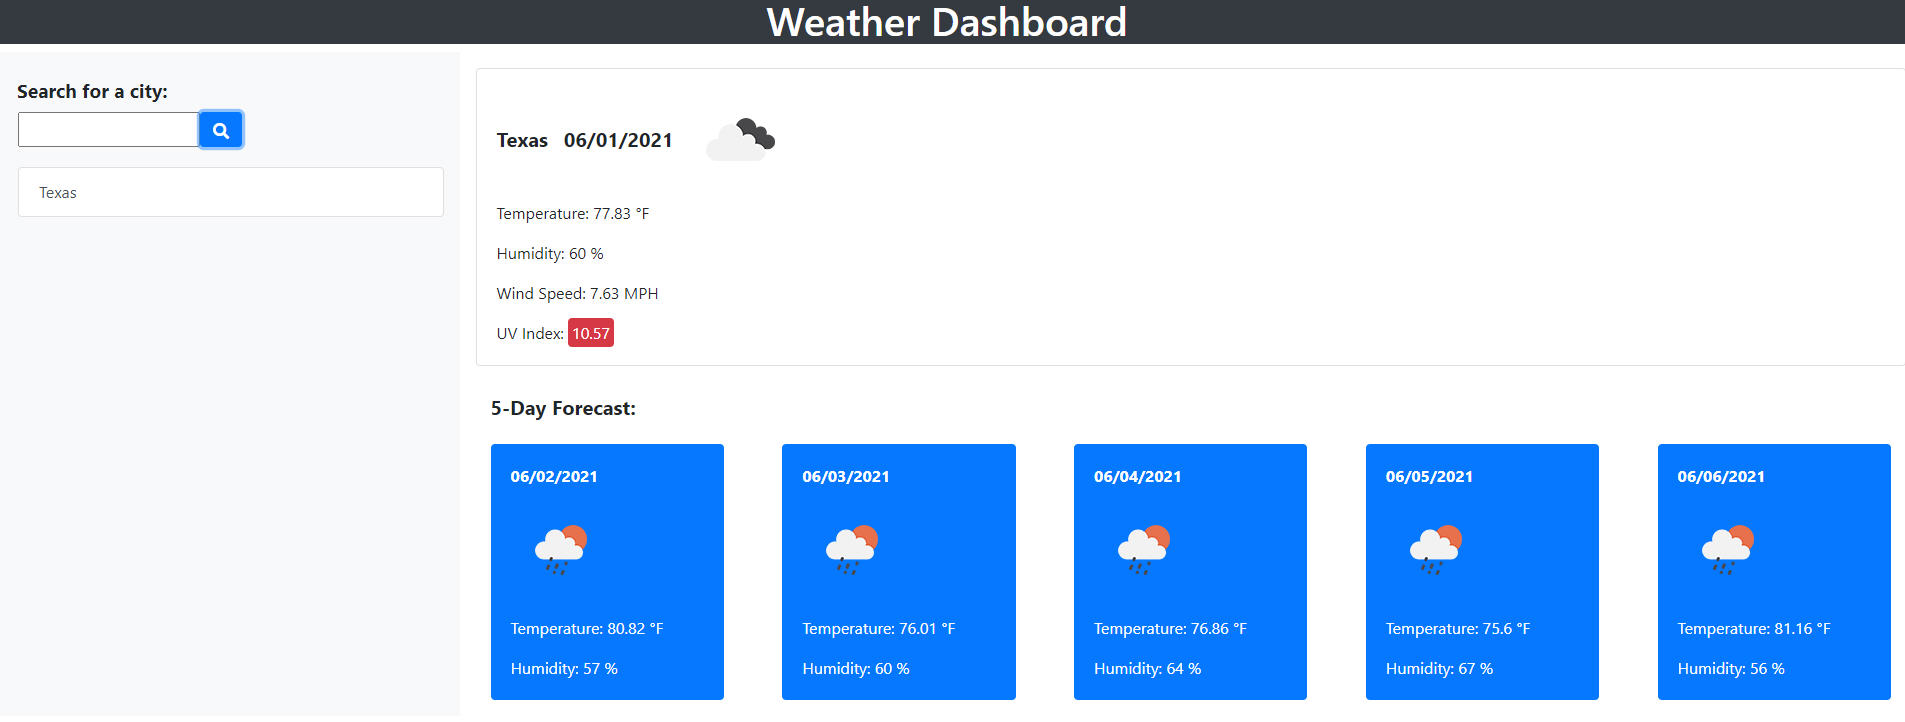 Weather Dashboard
Search for a city:
Texas
Texas 06/01/2021
Temperature: 77.83 °F
Humidity: 60 %
Wind Speed: 7.63 MPH
UV Index: 10.57
5-Day Forecast:
06/02/2021
Temperature: 80.82 °F
Humidity: 57 %
06/03/2021
Temperature: 76.01 °F
Humidity: 60 %
06/04/2021
Temperature: 76.86 °F
Humidity: 64 %
06/05/2021
Temperature: 75.6 °F
Humidity: 67 %
06/06/2021
Temperature: 81.16 °F
Humidity: 56 %